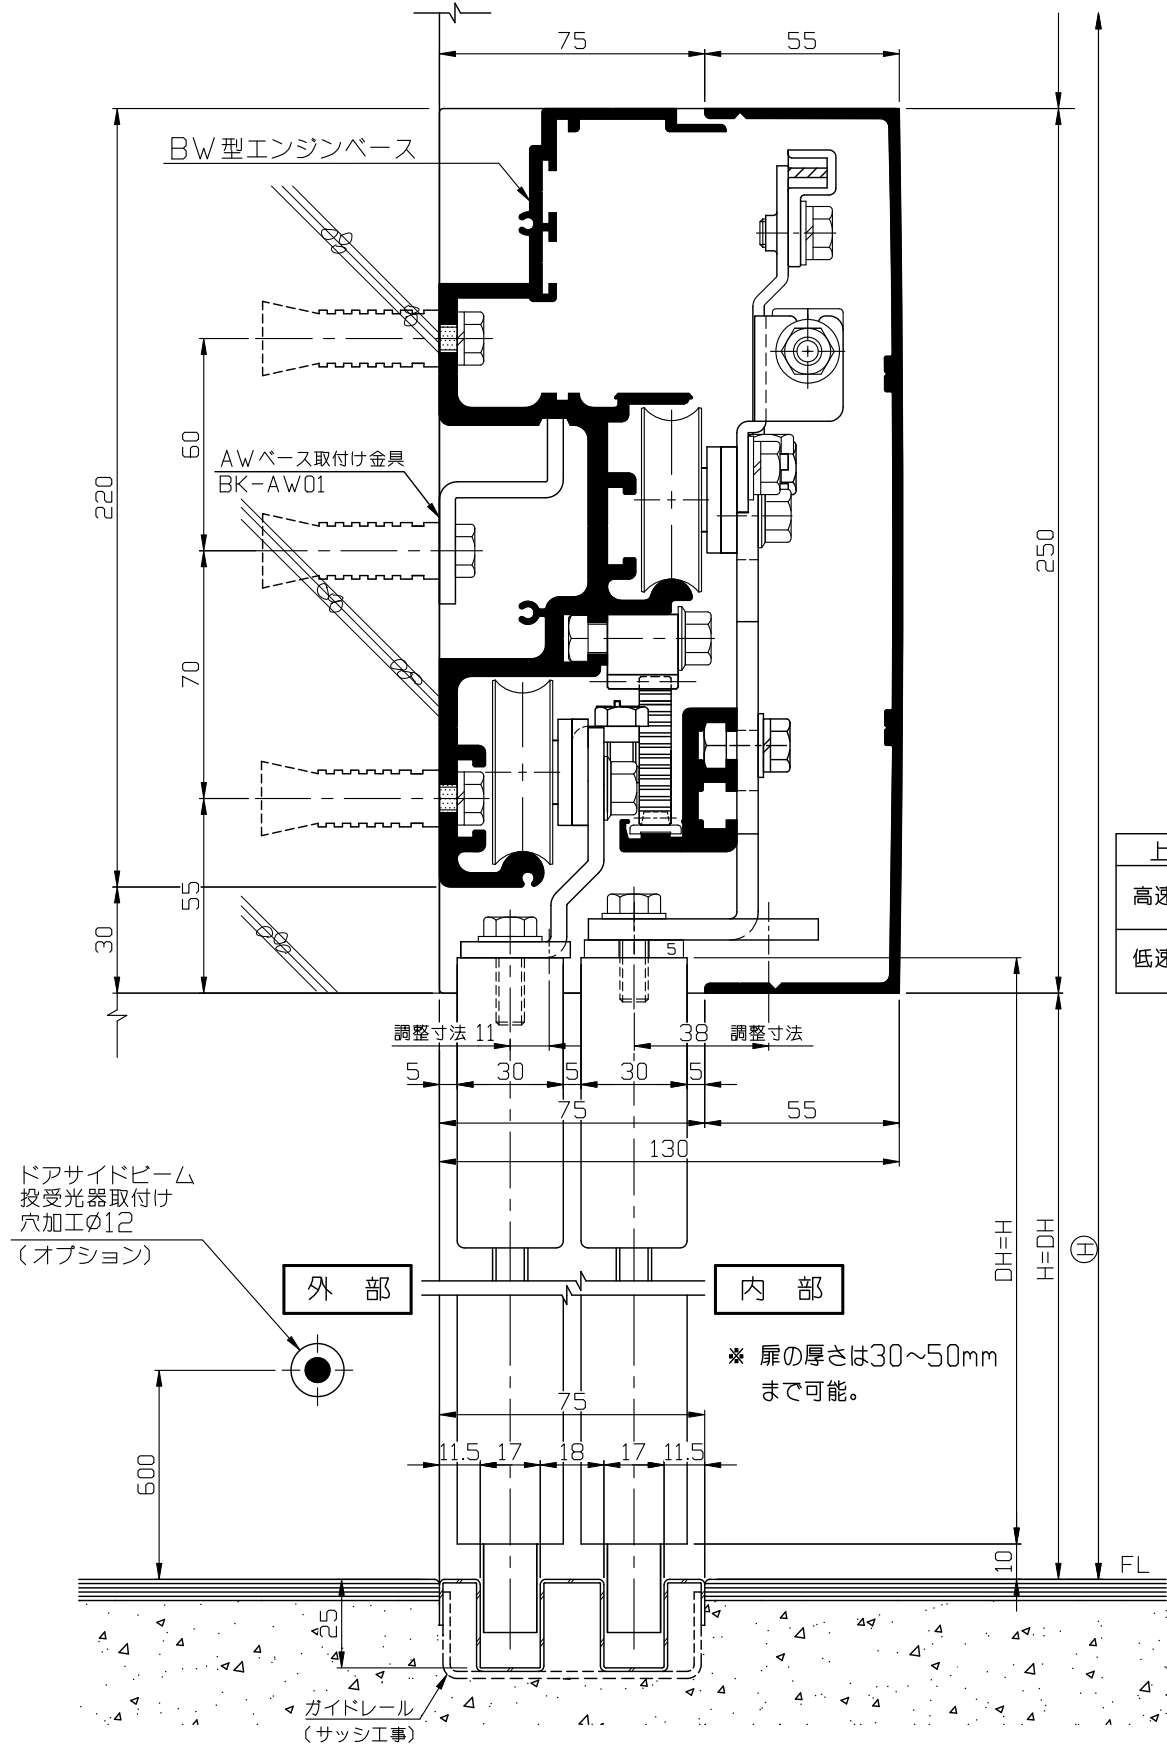 75
55
BW型エンジンベース
60
AWベース取付け金具
BK-AW01
220
250
70
上
高速
55
30
低速
5
調整寸法 11
38 調整寸法
5 30 5 30 5
75
55
130
ドアサイドビーム
投受光器取付け
穴加工φ12
(オプション)
DH=H
H=DH
Ⓗ
外 部
内 部
※ 扉の厚さは30～50mm
まで可能。
75
11.5 17 18 17 11.5
600
10
FL
25
ガイドレール
(サッシ工事)